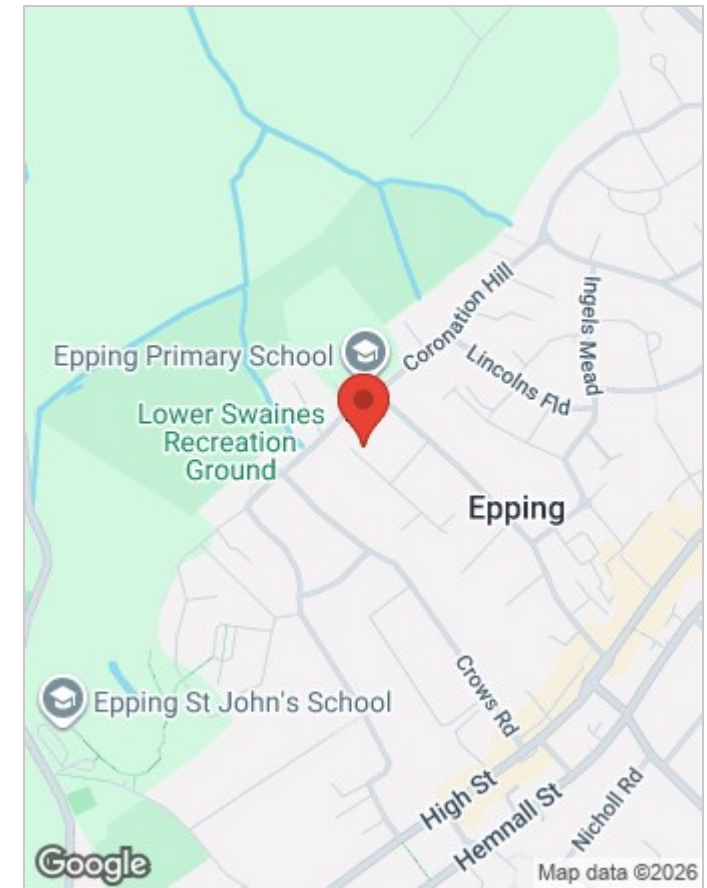 Coronation Hill
Ingels Mead
Epping Primary School
Lincolns Fld
Lower Swaines
Recreation
Ground
Epping
Crows Rd
Epping St John's School
High St
Hemnall St
Nicholl Rd
Google
Map data ©2026